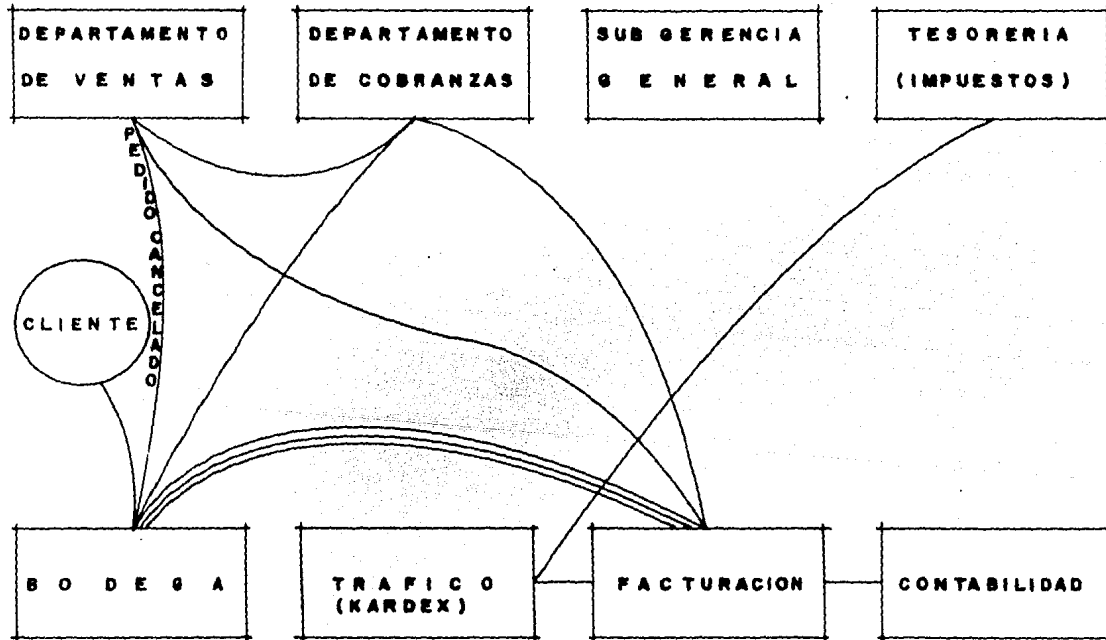 DEPARTAMENTO
DE VENTAS
DEPARTAMENTO
DE COBRANZAS
SUB GERENCIA
GENERAL
TESORERIA
(IMPUESTOS)
PEDIDO CANCELADO
CLIENTE
BODEGA
TRAFICO
(KARDEX)
FACTURACION
CONTABILIDAD